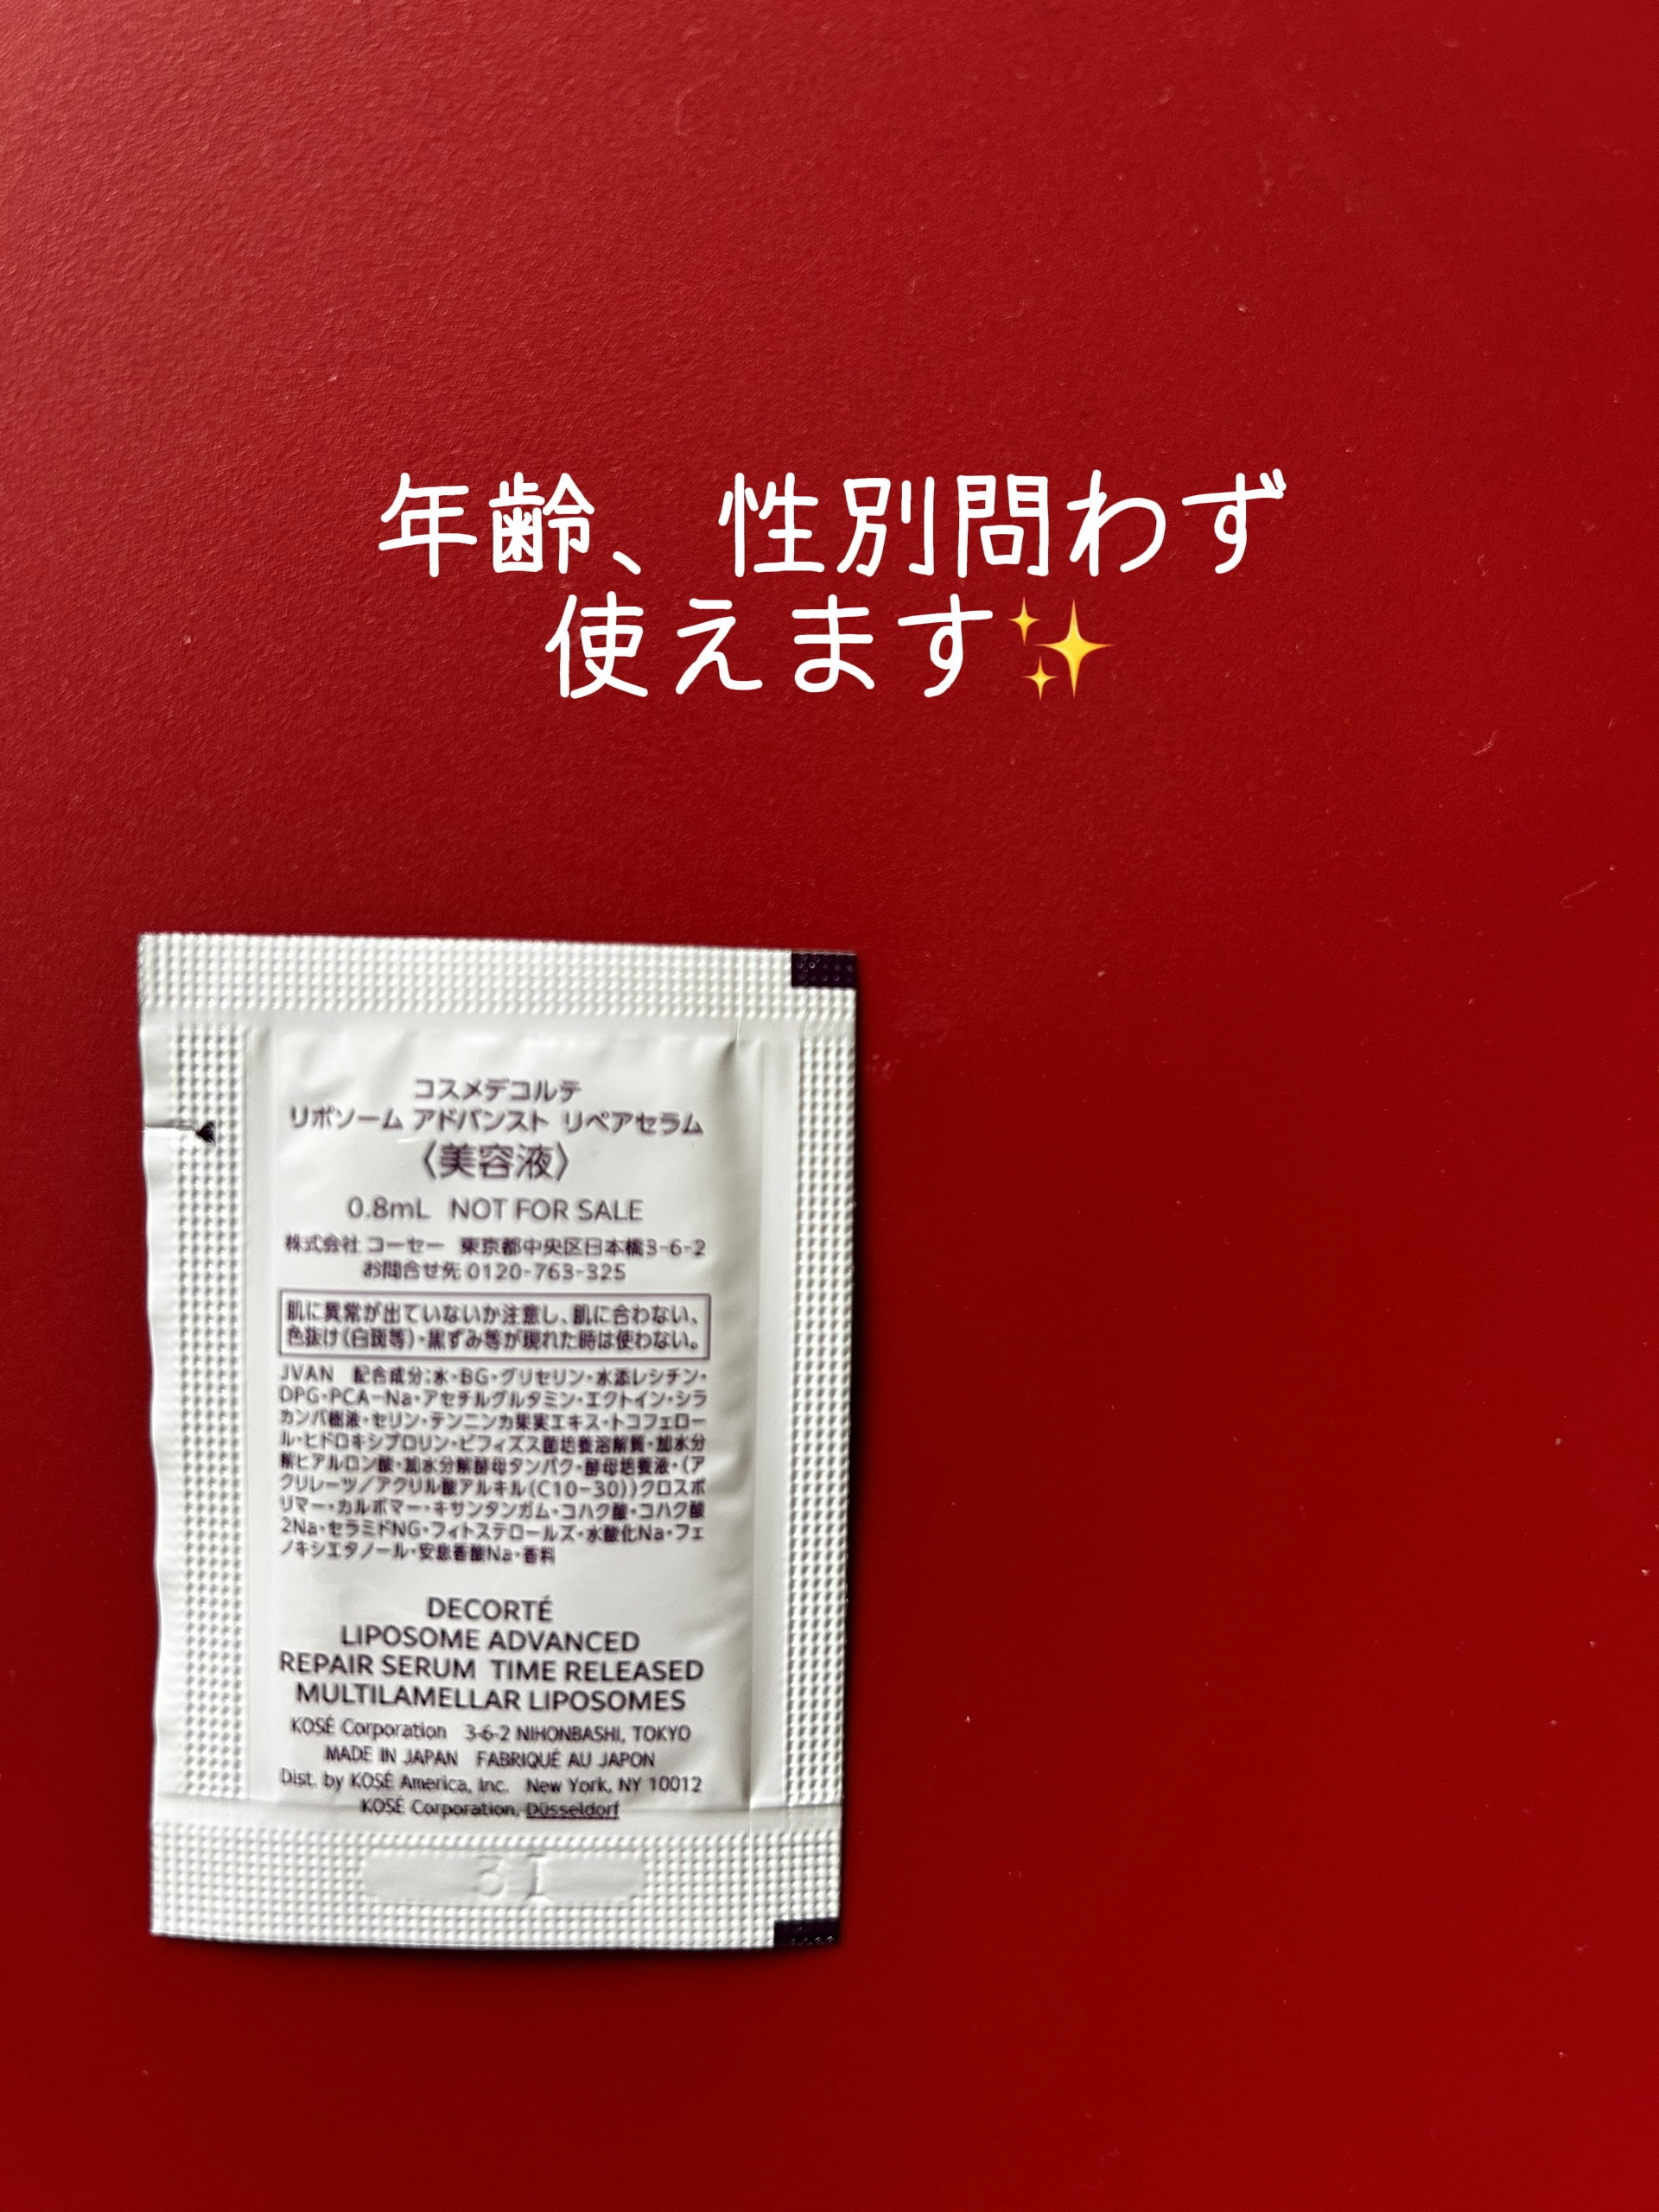 年齢、性別問わず
使えます✨
コスメデコルテ
リポソーム アドバンスト リペアセラム
〈美容液〉
0.8mL NOT FOR SALE
株式会社 コーセー 東京都中央区日本橋3-6-2
お問合せ先 0120-763-325
肌に異常が出ていないか注意し、肌に合わない、
色抜け(白斑等)・黒ずみ等が現れた時は使わない。
JVAN 配合成分:水・BG・グリセリン・水添レシチン・
DPG・PCA-Na・アセチルグルタミン・エクトイン・シラ
カンバ樹液・セリン・テンニンカ果実エキス・トコフェロー
ル・ヒドロキシプロリン・ビフィズス菌培養溶解質・加水分
解ヒアルロン酸・加水分解酵母タンパク・酵母培養液・(ア
クリレーツ/アクリル酸アルキル(C10-30))クロスポ
リマー・カルボマー・キサンタンガム・コハク酸・コハク酸
2Na・セラミドNG・フィトステロールズ・水酸化Na・フェ
ノキシエタノール・安息香酸Na・香料
DECORTÉ
LIPOSOME ADVANCED
REPAIR SERUM TIME RELEASED
MULTILAMELLAR LIPOSOMES
KOSÉ Corporation 3-6-2 NIHONBASHI, TOKYO
MADE IN JAPAN FABRIQUÉ AU JAPON
Dist. by KOSÉ America, Inc. New York, NY 10012
KOSÉ Corporation, Düsseldorf